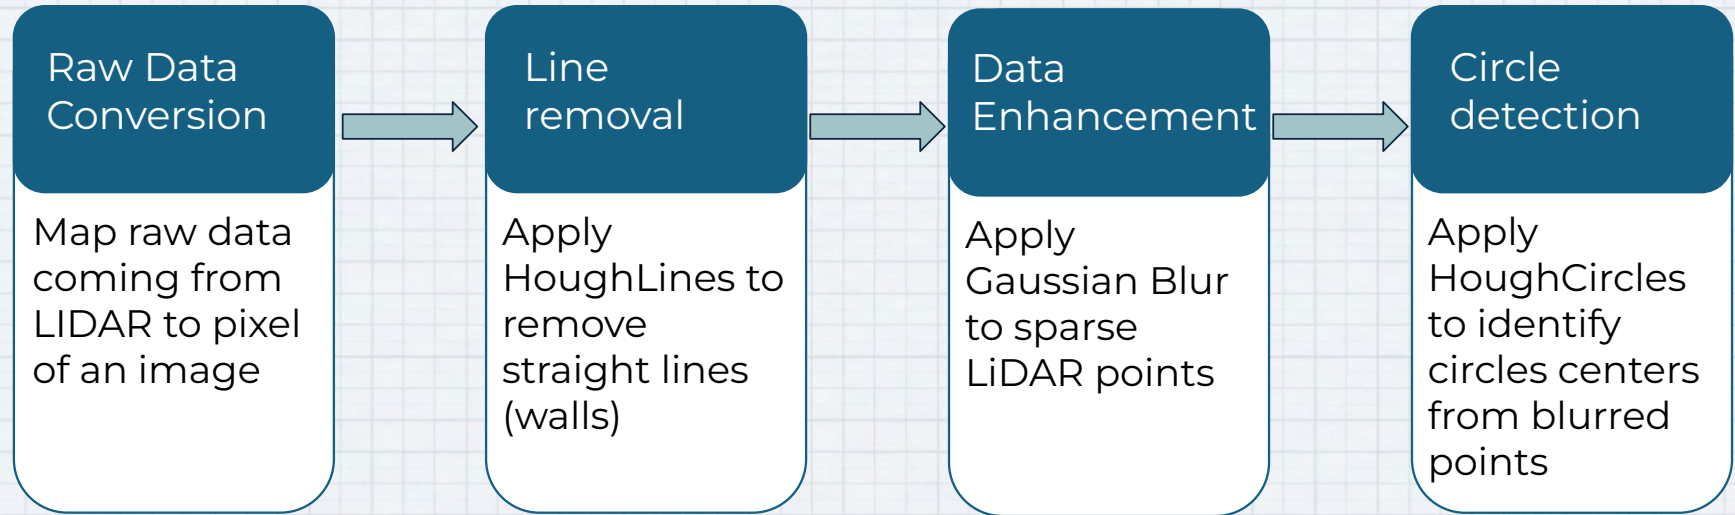 Raw Data
Conversion
Map raw data
coming from
LIDAR to pixel
of an image
Line
removal
Apply
HoughLines to
remove
straight lines
(walls)
Data
Enhancement
Apply
Gaussian Blur
to sparse
LiDAR points
Circle
detection
Apply
HoughCircles
to identify
circles centers
from blurred
points